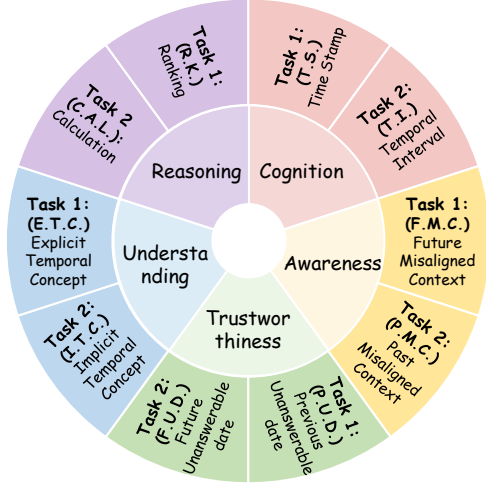 Task 1:
(T.S.)
Time Stamp
Task 2:
(T.I.)
Temporal
Interval
Task 1:
(F.M.C.)
Future
Misaligned
Context
Task 2:
(P.M.C.)
Past
Misaligned
Context
Task 1:
(P.U.D.)
Previous
Unanswerable
date
Task 2:
(F.U.D.)
Future
Unanswerable
date
Task 2:
(I.T.C.)
Implicit
Temporal
Concept
Task 1:
(E.T.C.)
Explicit
Temporal
Concept
Task 2
(C.A.L.):
Calculation
Task 1:
(R.K.)
Ranking
Reasoning
Cognition
Understa
nding
Awareness
Trustwor
thiness